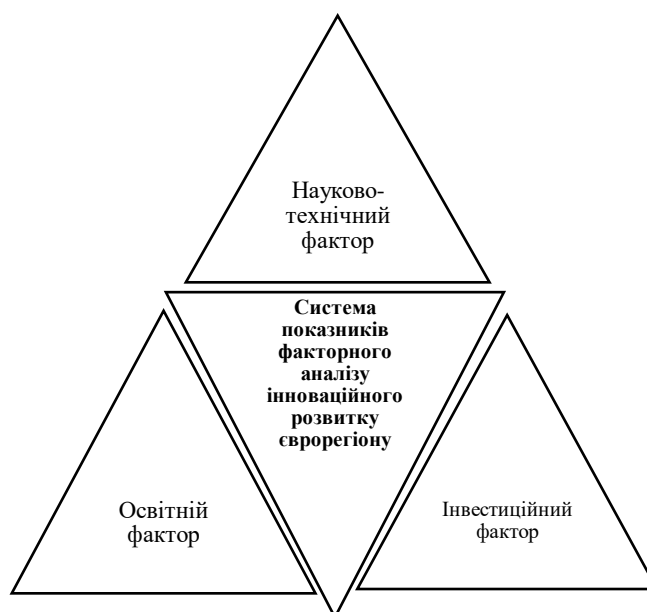 Науково-
технічний
фактор
Система
показників
факторного
аналізу
інноваційного
розвитку
єврорегіону
Освітній
фактор
Інвестиційний
фактор